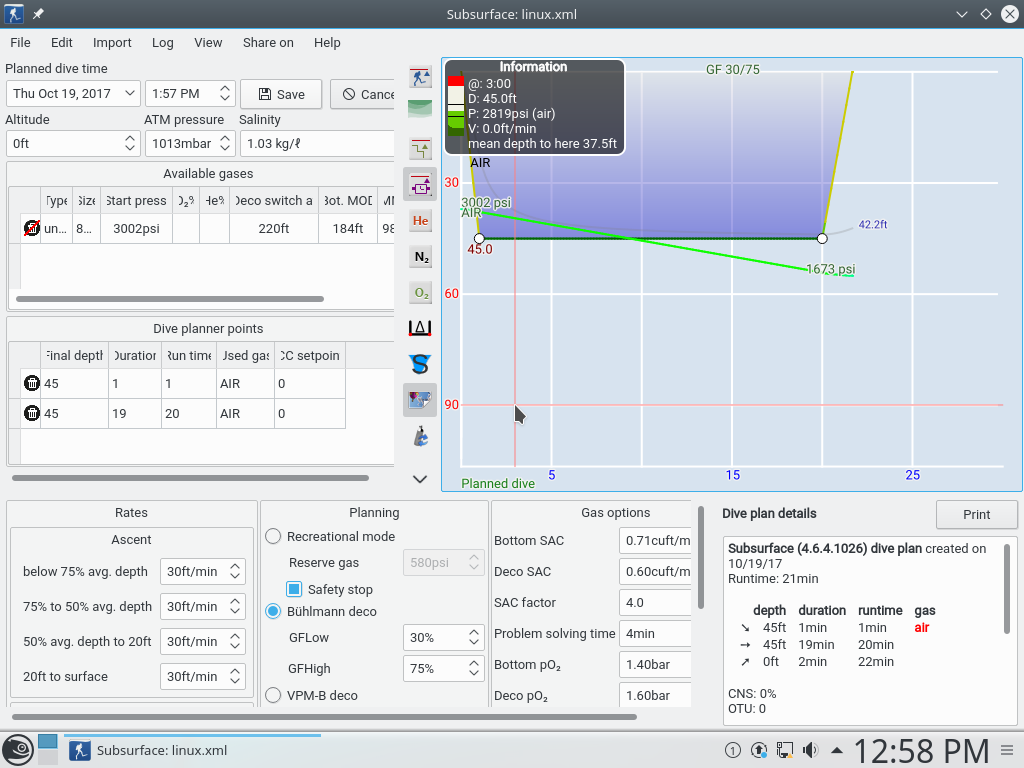 Subsurface: linux.xml
File Edit Import Log View Share on Help
Planned dive time
Thu Oct 19, 2017 1:57 PM Save Cance
Altitude ATM pressure Salinity
0ft 1013mbar 1.03 kg/ℓ
Available gases
Type Size Start press O₂% He% Deco switch a Bot. MOD
un... 8... 3002psi 220ft 184ft 98
Dive planner points
Final depth Duration Run time Used gas CC setpoin
45 1 1 AIR 0
45 19 20 AIR 0
He
N₂
O₂
Information
@: 3:00
D: 45.0ft
P: 2819psi (air)
V: 0.0ft/min
mean depth to here 37.5ft
GF 30/75
AIR
30
3002 psi
AIR
42.2ft
45.0
1673 psi
60
90
5 15 25
Planned dive
Rates
Ascent
below 75% avg. depth 30ft/min
75% to 50% avg. depth 30ft/min
50% avg. depth to 20ft 30ft/min
20ft to surface 30ft/min
Planning
Recreational mode
Reserve gas 580psi
Safety stop
Bühlmann deco
GFLow 30%
GFHigh 75%
VPM-B deco
Gas options
Bottom SAC 0.71cuft/m
Deco SAC 0.60cuft/m
SAC factor 4.0
Problem solving time 4min
Bottom pO₂ 1.40bar
Deco pO₂ 1.60bar
Dive plan details Print
Subsurface (4.6.4.1026) dive plan created on
10/19/17
Runtime: 21min
depth duration runtime gas
➘ 45ft 1min 1min air
➙ 45ft 19min 20min
➚ 0ft 2min 22min
CNS: 0%
OTU: 0
Subsurface: linux.xml 1 12:58 PM